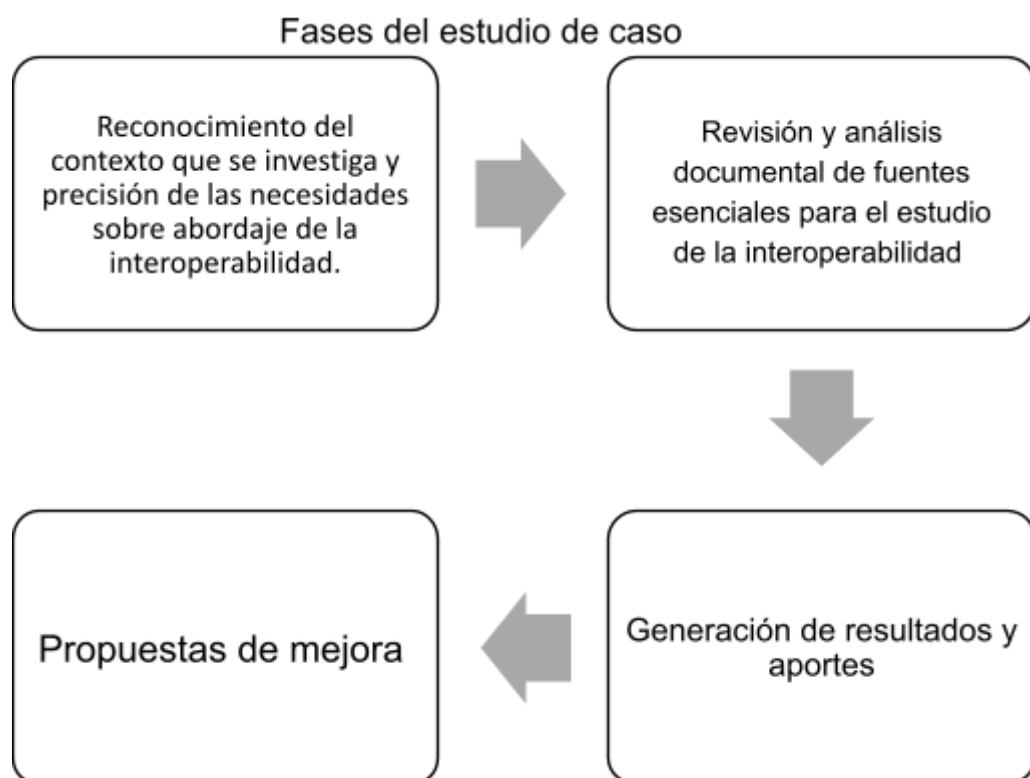 Fases del estudio de caso
Reconocimiento del
contexto que se investiga y
precisión de las necesidades
sobre abordaje de la
interoperabilidad.
Revisión y análisis
documental de fuentes
esenciales para el estudio
de la interoperabilidad
Generación de resultados y
aportes
Propuestas de mejora